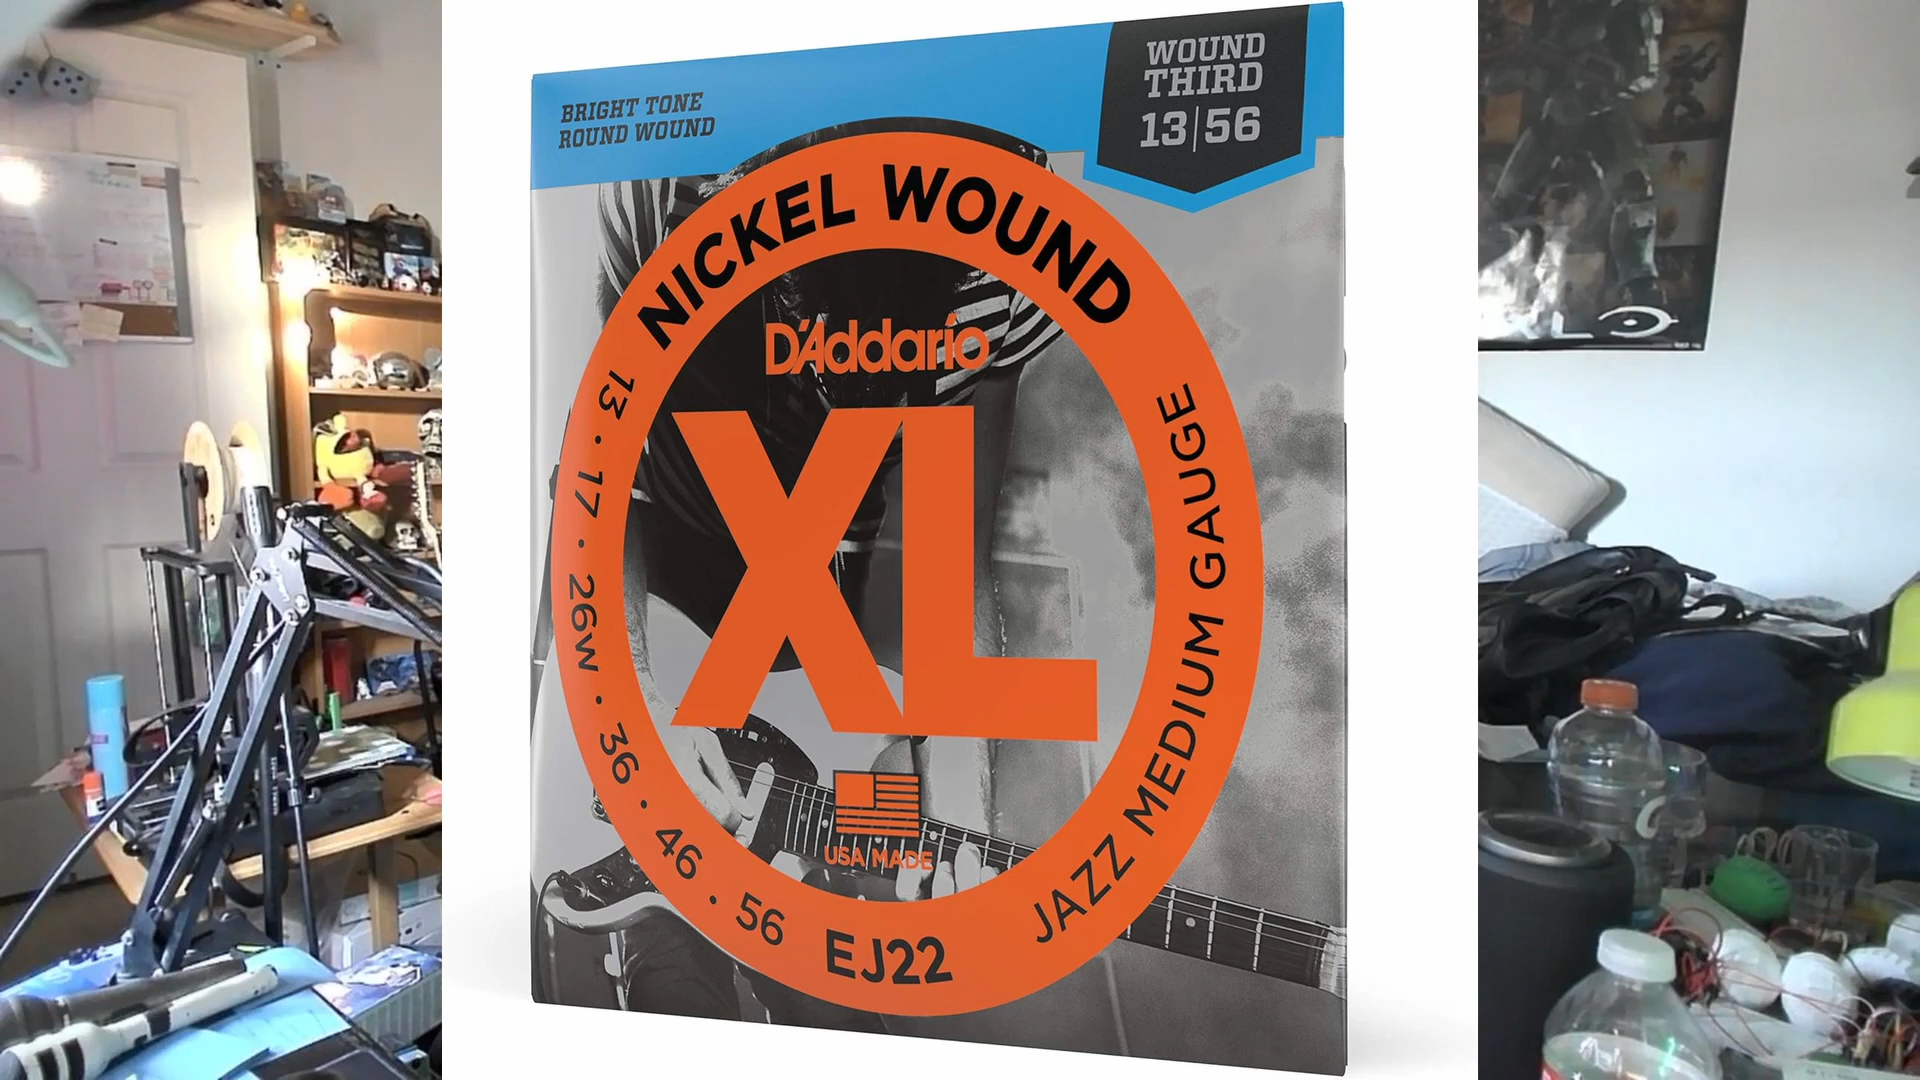 BRIGHT TONE
ROUND WOUND
WOUND
THIRD
13|56
NICKEL WOUND
D'Addario
XL
USA MADE
13 · 17 · 26W · 36 · 46 · 56
EJ22
JAZZ MEDIUM GAUGE